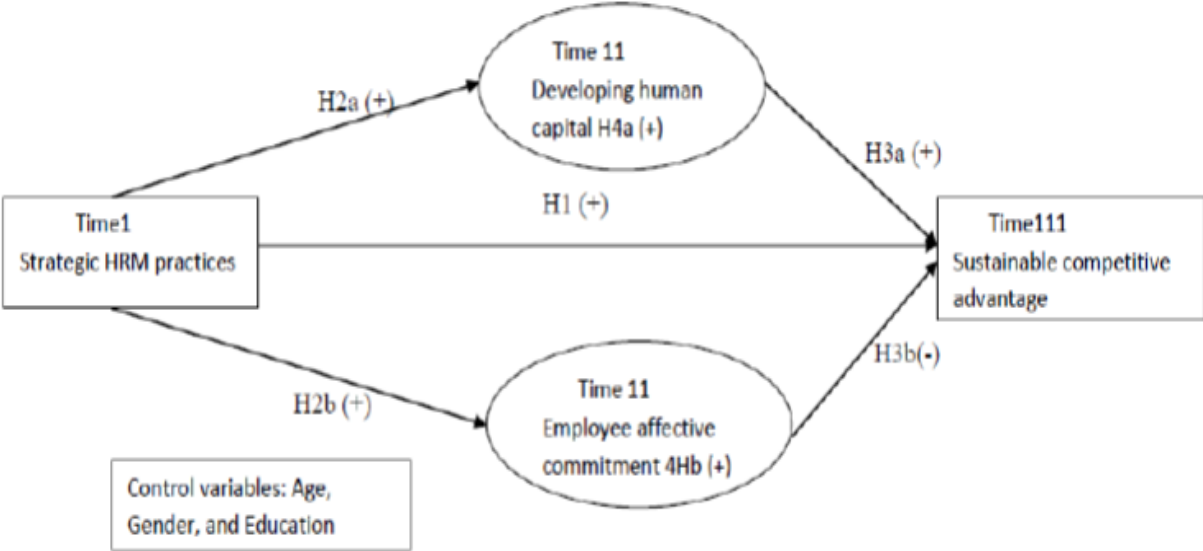 Time 11
Developing human
capital H4a (+)
H2a (+)
H3a (+)
H1 (+)
Time1
Strategic HRM practices
Time111
Sustainable competitive
advantage
H3b(-)
H2b (+)
Time 11
Employee affective
commitment 4Hb (+)
Control variables: Age,
Gender, and Education